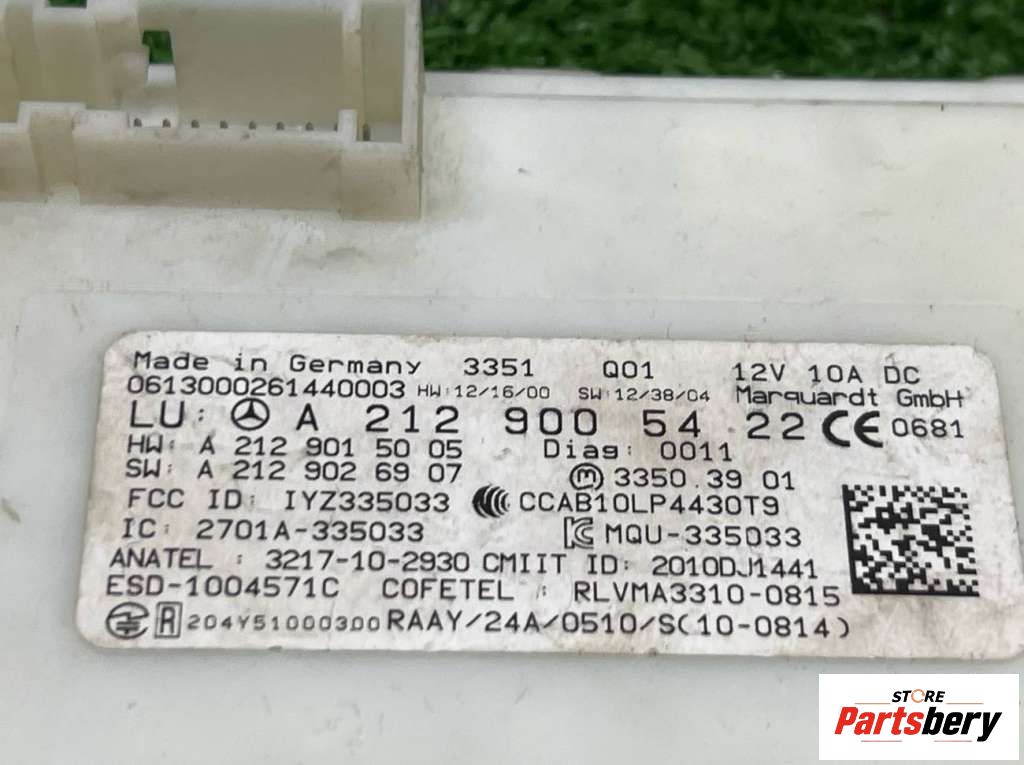 Made in Germany 3351 Q01 12V 10A DC
0613000261440003 HW:12/16/00 SW:12/38/04 Marquardt GmbH
LU: A 212 900 54 22 CE 0681
HW: A 212 901 50 05 Diag: 0011
SW: A 212 902 69 07 m 3350.39 01
FCC ID: IYZ335033 CCAB10LP4430T9
IC: 2701A-335033 MQU-335033
ANATEL : 3217-10-2930 CMIIT ID: 2010DJ1441
ESD-1004571C COFETEL : RLVMA3310-0815
R 204Y51000300 RAAY/24A/0510/S(10-0814)
STORE
Partsbery